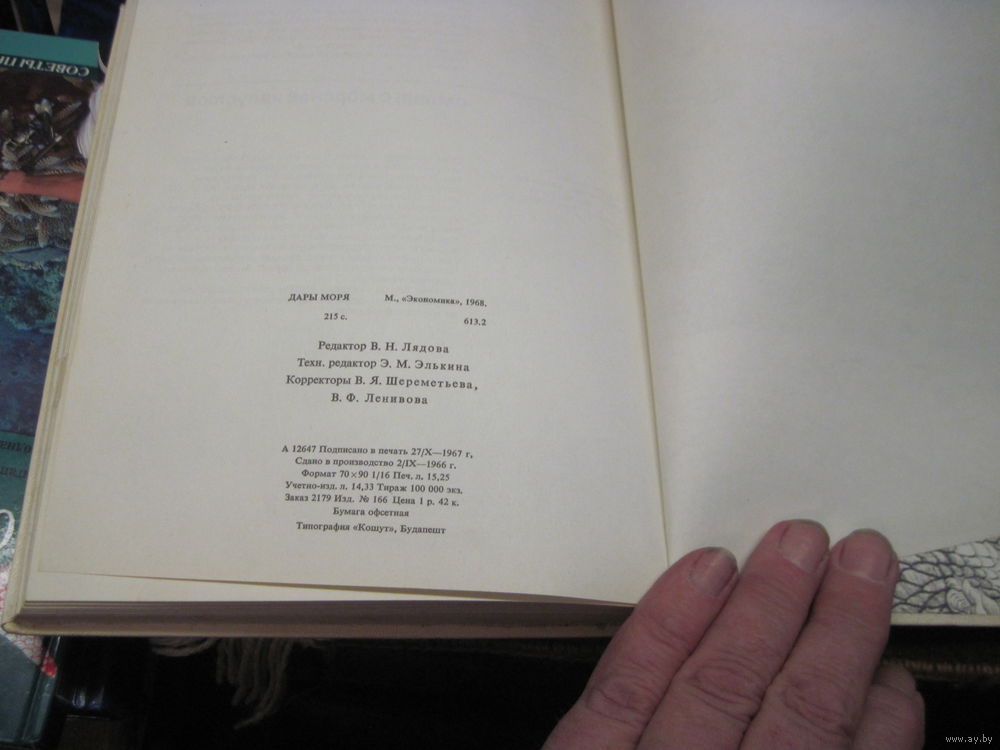 СОВЕТЫ
ДАРЫ МОРЯ М., «Экономика», 1968.
215 с. 613.2
Редактор В. Н. Лядова
Техн. редактор Э. М. Элькина
Корректоры В. Я. Шереметьева,
В. Ф. Ленивова
А 12647 Подписано в печать 27/X—1967 г.
Сдано в производство 2/IX—1966 г.
Формат 70×90 1/16 Печ. л. 15,25
Учетно-изд. л. 14,33 Тираж 100 000 экз.
Заказ 2179 Изд. № 166 Цена 1 р. 42 к.
Бумага офсетная
Типография «Кошут», Будапешт
www.ay.by